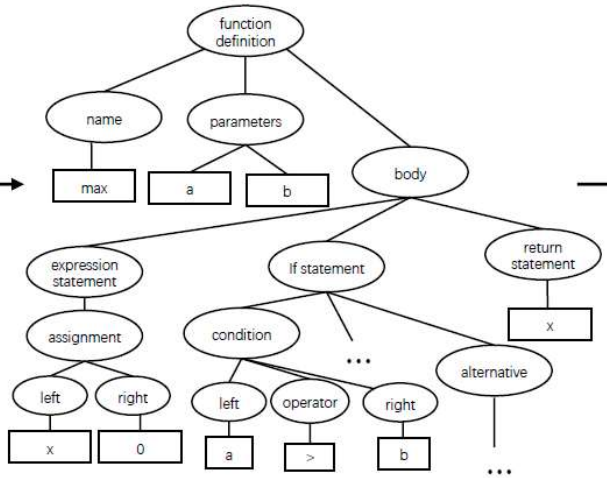 function
definition
name
parameters
max
a
b
body
expression
statement
If statement
return
statement
x
assignment
condition
...
alternative
left
right
left
operator
right
x
0
a
>
b
...